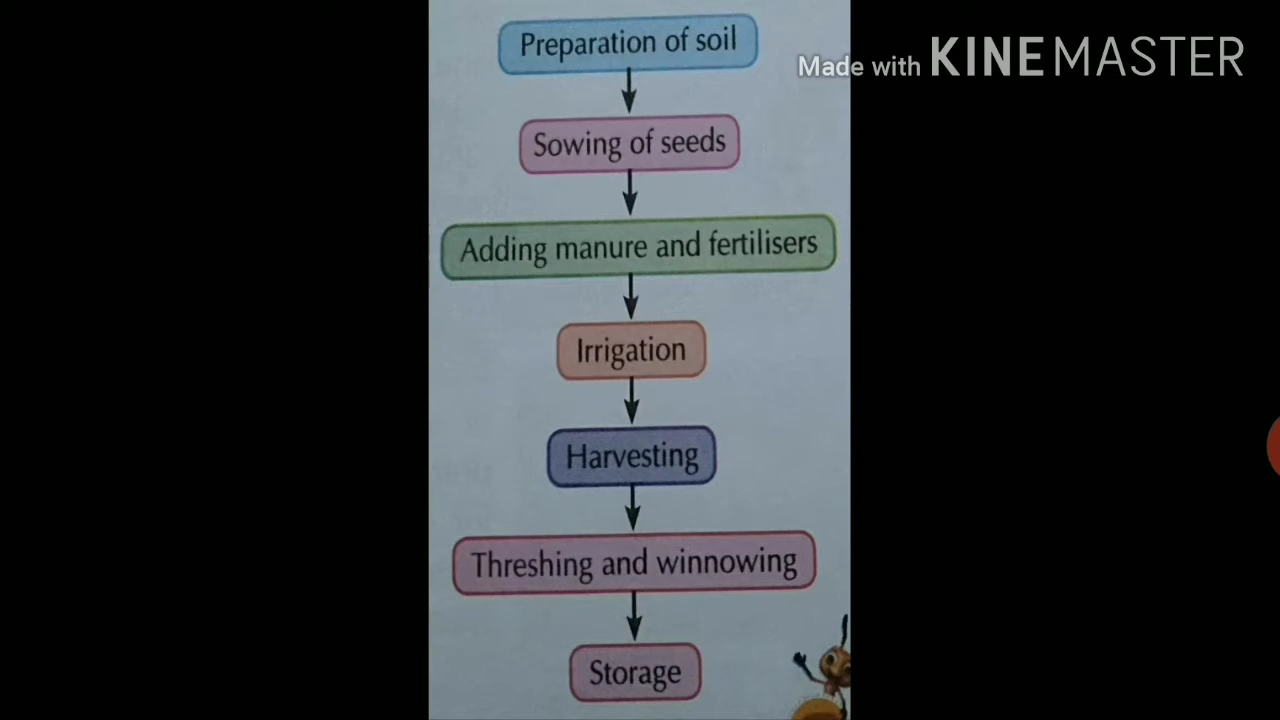 Preparation of soil
Made with KINEMASTER
Sowing of seeds
Adding manure and fertilisers
Irrigation
Harvesting
Threshing and winnowing
Storage